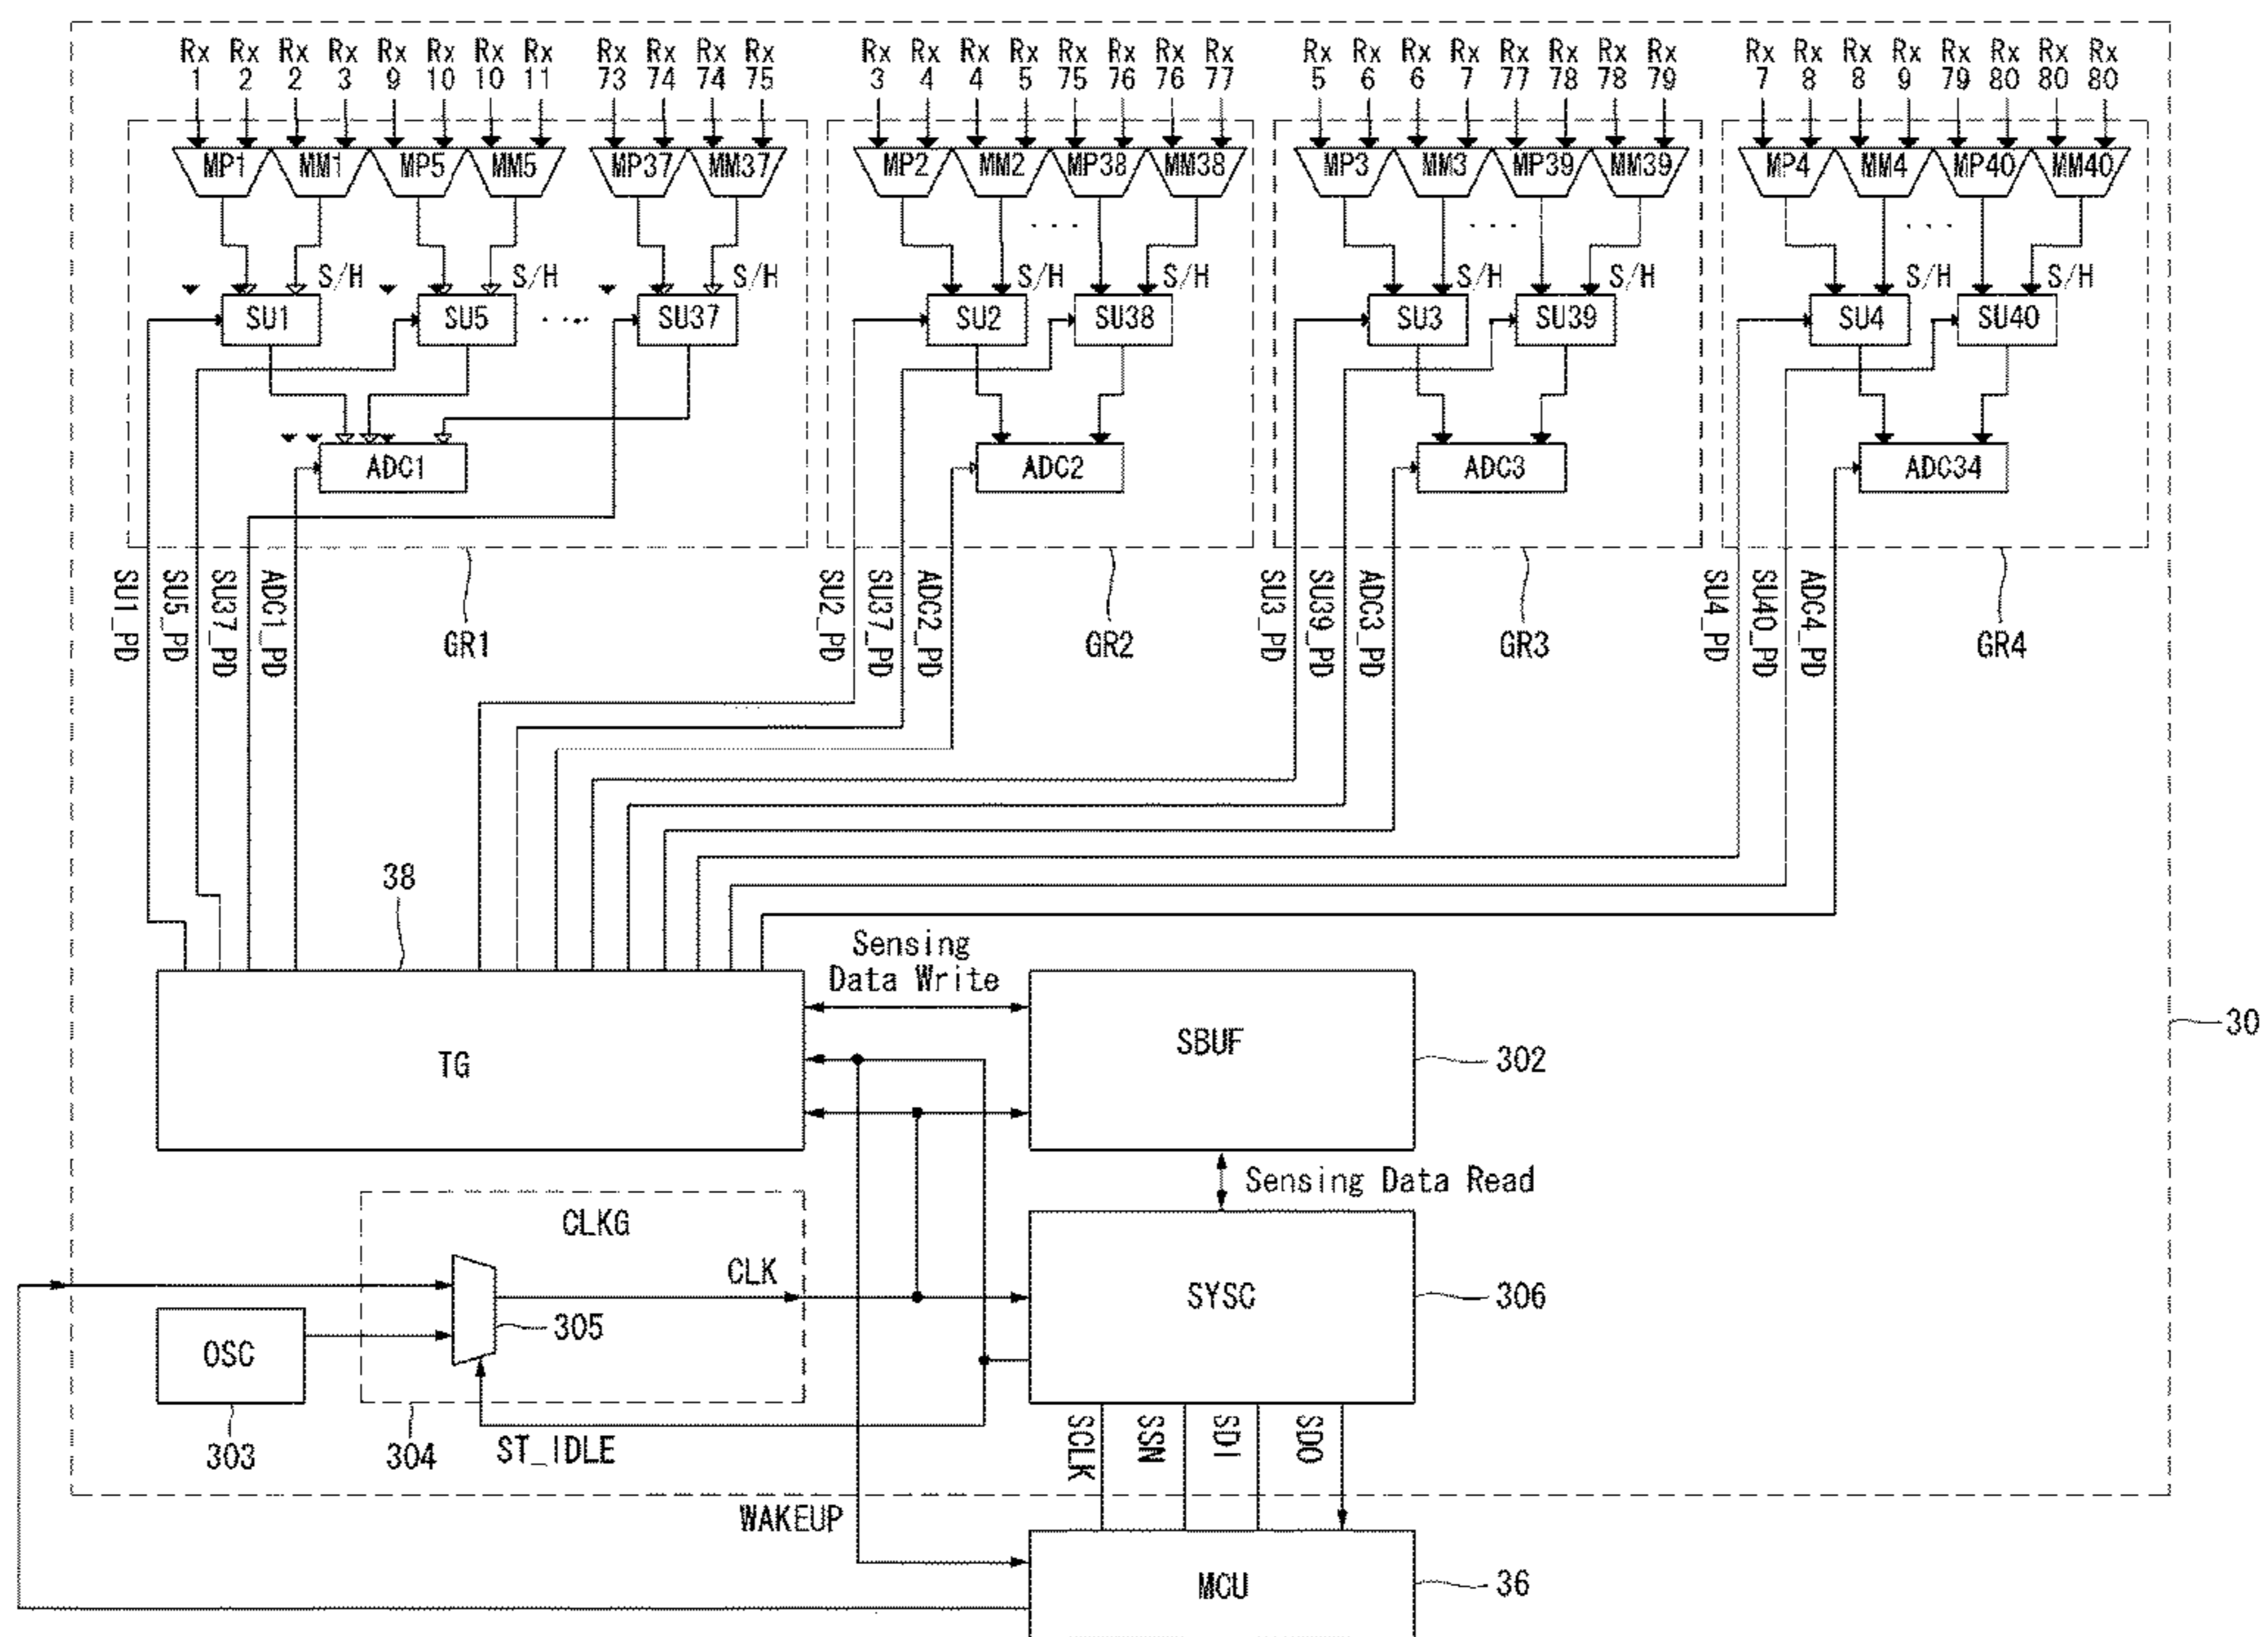 Rx Rx Rx Rx Rx Rx Rx Rx Rx Rx Rx Rx
1 2 2 3 9 10 10 11 73 74 74 75
Rx Rx Rx Rx Rx Rx Rx Rx
3 4 4 5 75 76 76 77
Rx Rx Rx Rx Rx Rx Rx Rx
5 6 6 7 77 78 78 79
Rx Rx Rx Rx Rx Rx Rx Rx
7 8 8 9 79 80 80 80
MP1 MM1 MP5 MM5 MP37 MM37
MP2 MM2 MP38 MM38
MP3 MM3 MP39 MM39
MP4 MM4 MP40 MM40
. . .
. . .
. . .
S/H S/H S/H
S/H S/H
S/H S/H
S/H S/H
SU1 SU5 . . . SU37
SU2 SU38
SU3 SU39
SU4 SU40
ADC1
ADC2
ADC3
ADC34
SU1_PD
SU5_PD
SU37_PD
ADC1_PD
GR1
SU2_PD
SU37_PD
ADC2_PD
GR2
SU3_PD
SU39_PD
ADC3_PD
GR3
SU4_PD
SU40_PD
ADC4_PD
GR4
38
Sensing
Data Write
TG
SBUF
30
302
Sensing Data Read
CLKG
CLK
SYSC
306
305
OSC
303
304
ST_IDLE
SCLK
SSN
SDI
SDO
WAKEUP
MCU
36